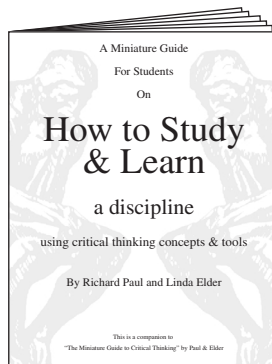 A Miniature Guide
For Students
On
How to Study
& Learn
a discipline
using critical thinking concepts & tools
By Richard Paul and Linda Elder
This is a companion to
"The Miniature Guide to Critical Thinking" by Paul & Elder